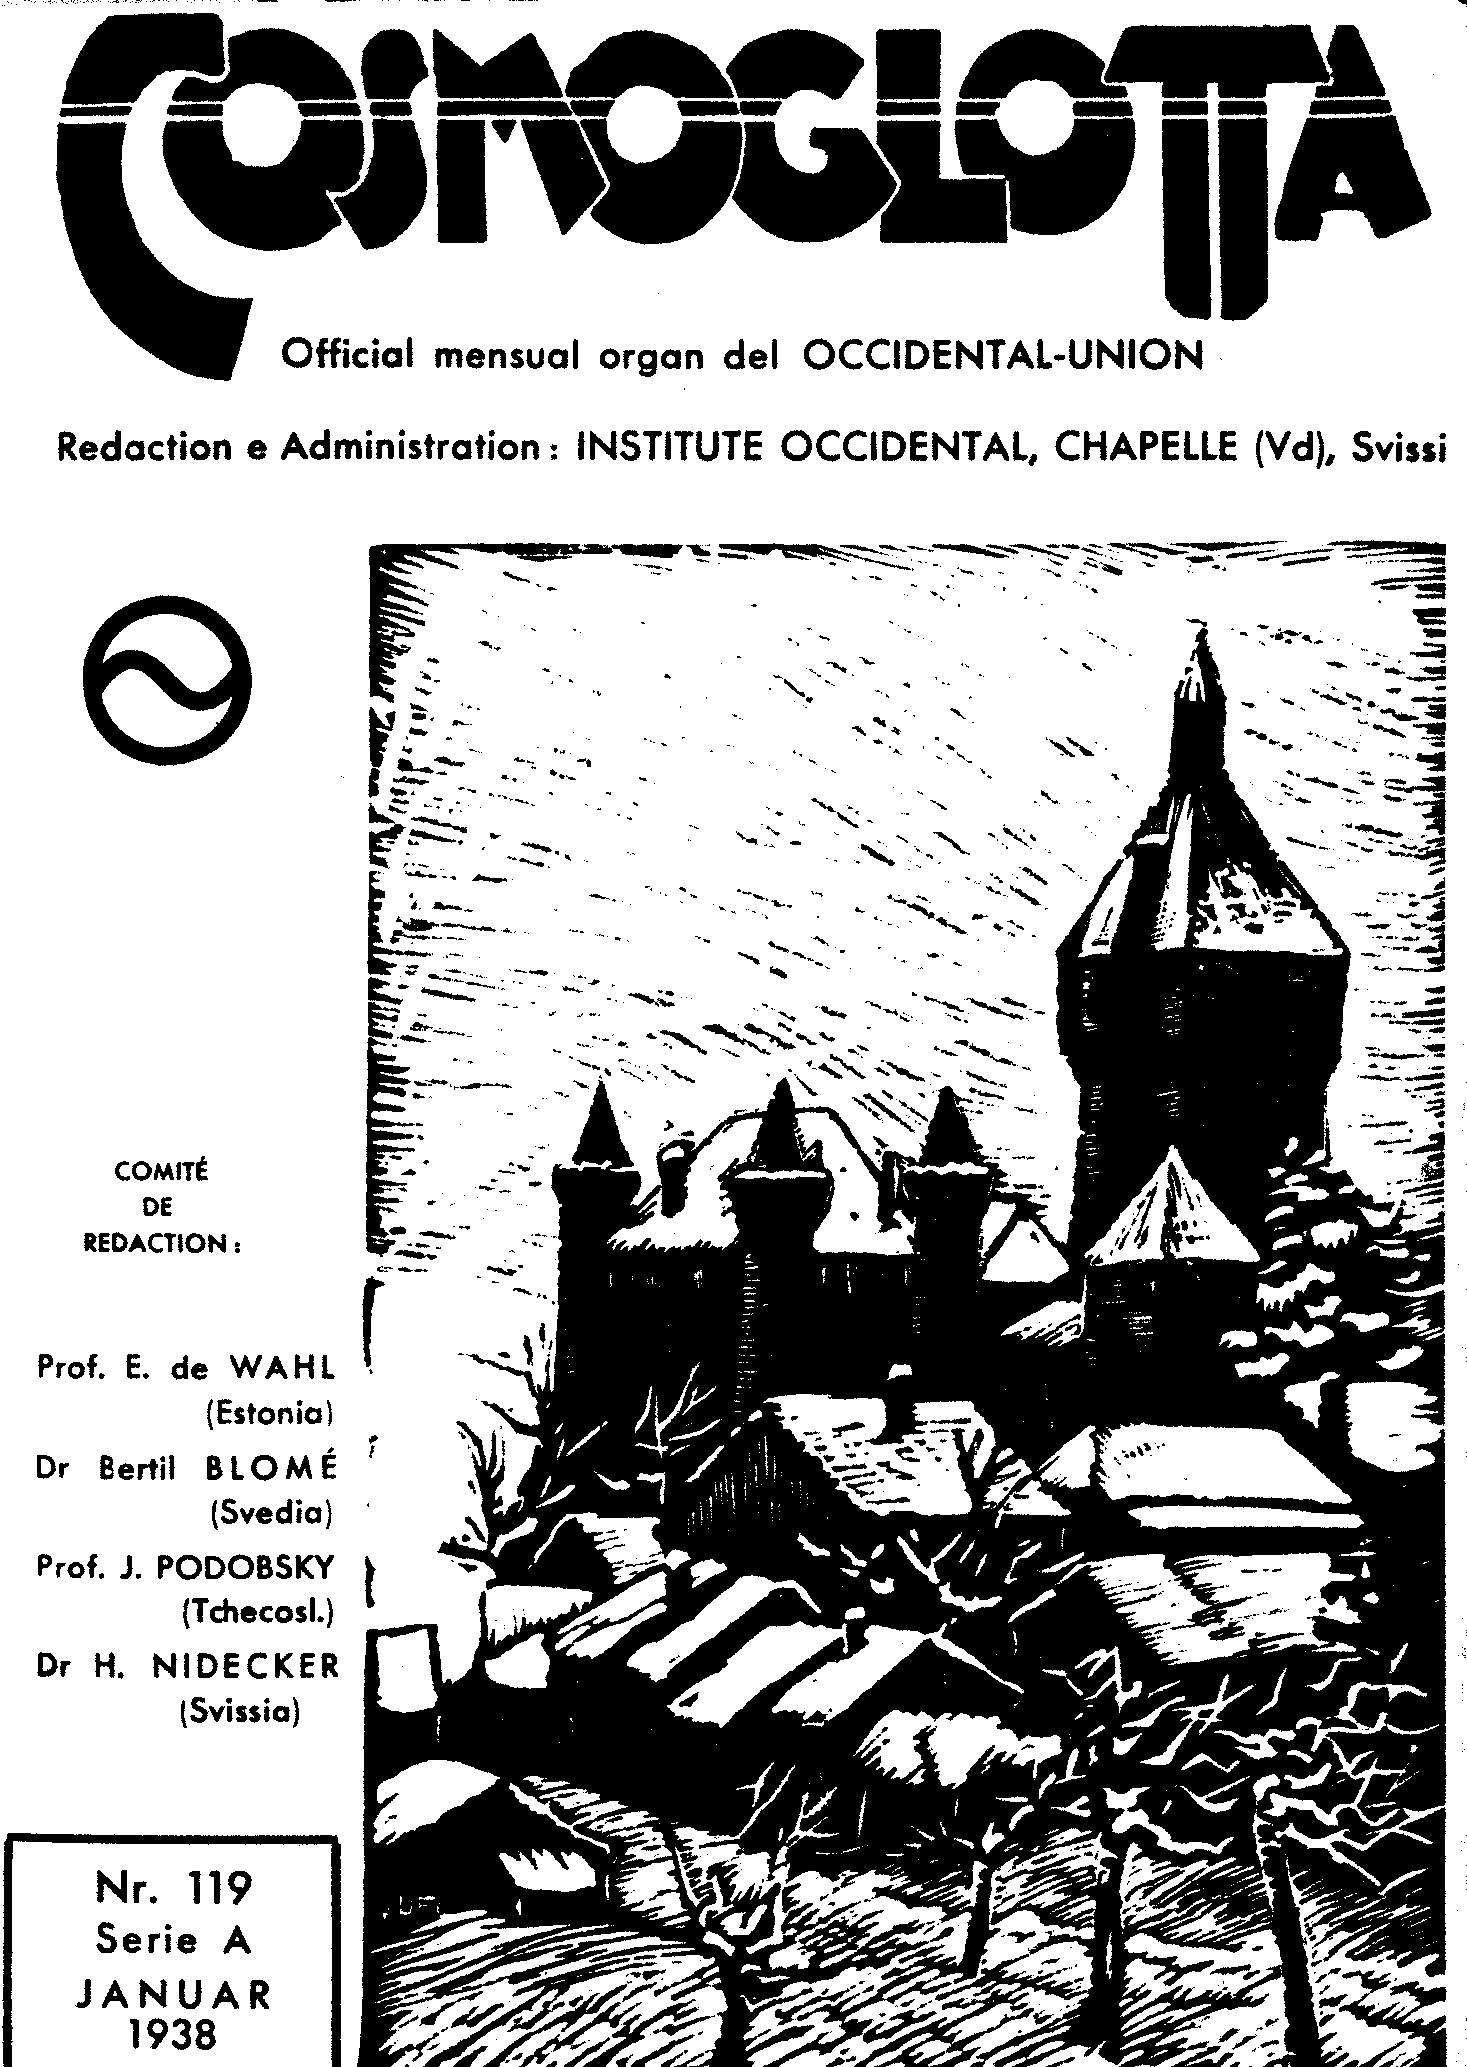 COSMOGLOTTA
Official mensual organ del OCCIDENTAL-UNION
Redaction e Administration: INSTITUTE OCCIDENTAL, CHAPELLE (Vd), Svissi
COMITÉ
DE
REDACTION:
Prof. E. de WAHL
(Estonia)
Dr Bertil BLOMÉ
(Svedia)
Prof. J. PODOBSKY
(Tchecosl.)
Dr H. NIDECKER
(Svissia)
Nr. 119
Serie A
JANUAR
1938